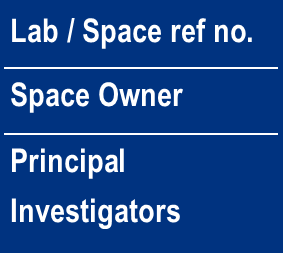 Lab / Space ref no.
Space Owner
Principal
Investigators